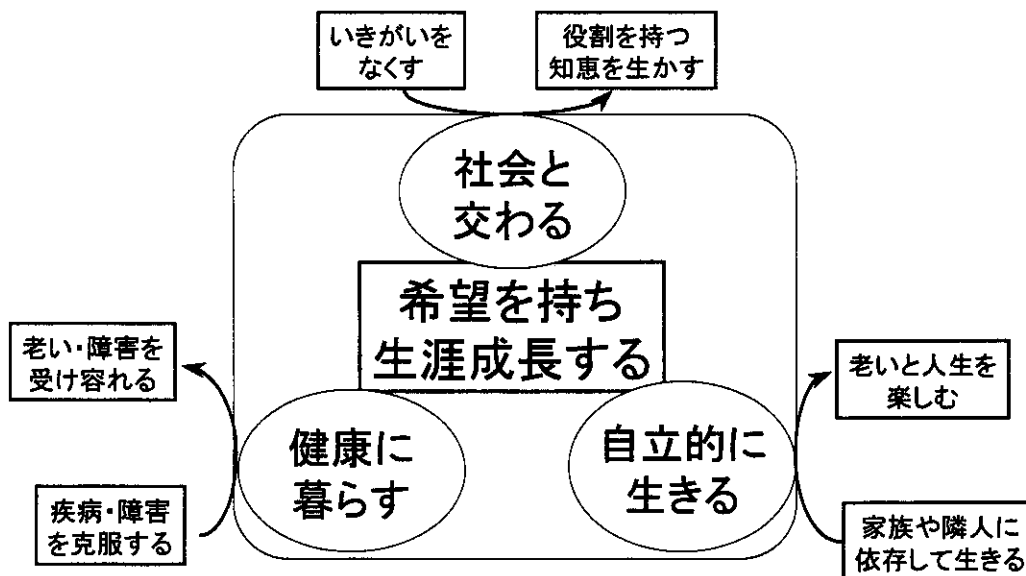 いきがいを
なくす
役割を持つ
知恵を生かす
社会と
交わる
希望を持ち
生涯成長する
老い・障害を
受け容れる
老いと人生を
楽しむ
健康に
暮らす
自立的に
生きる
疾病・障害
を克服する
家族や隣人に
依存して生きる